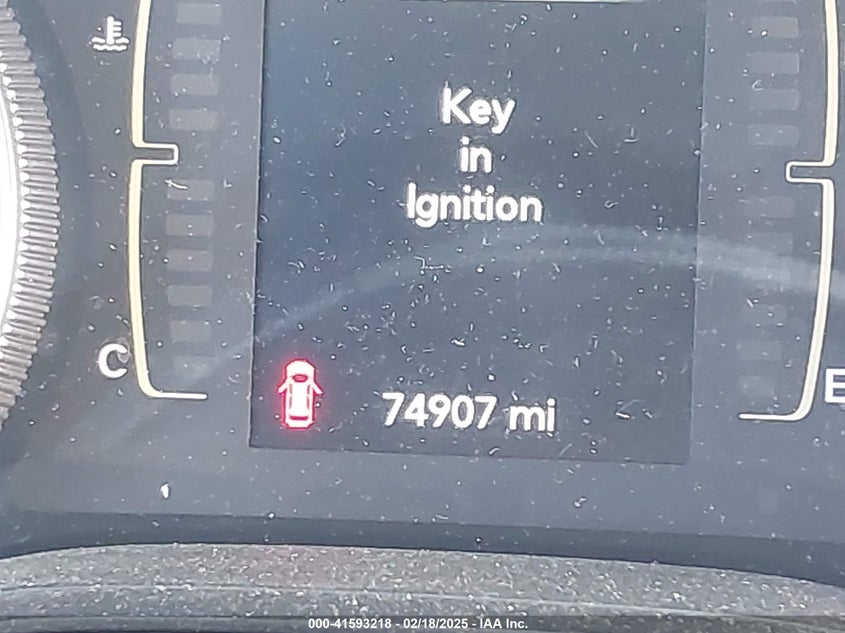 Key
in
Ignition
C
E
74907 mi
000-41593218 - 02/18/2025 - IAA Inc.